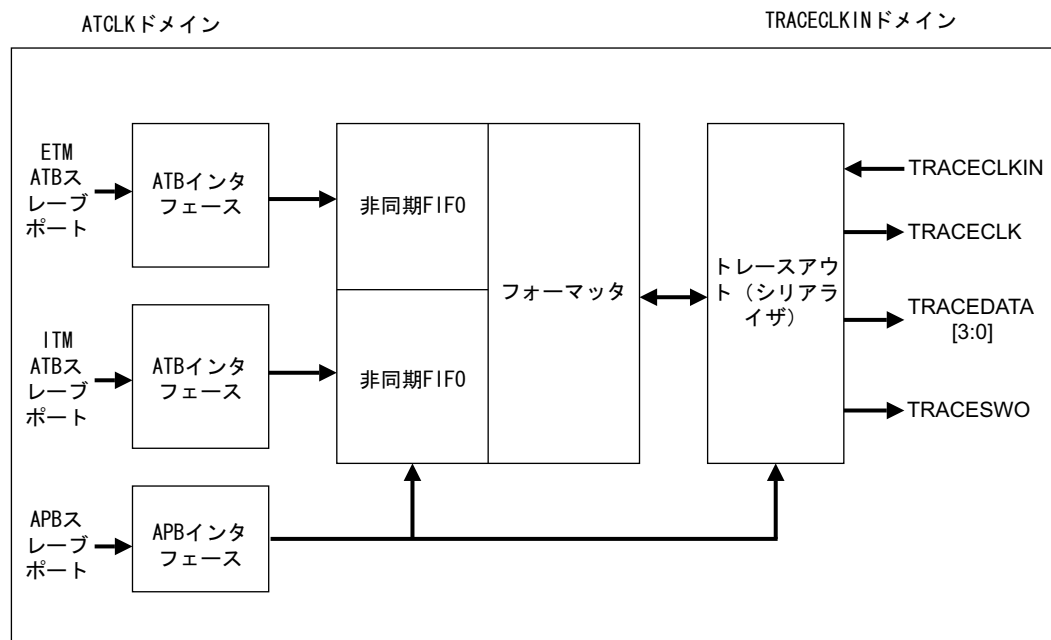 ATCLKドメイン
TRACECLKINドメイン
ETM
ATBス
レーブ
ポート
ATBインタ
フェース
非同期FIFO
フォーマッタ
トレースアウ
ト（シリアラ
イザ）
TRACECLKIN
TRACECLK
TRACEDATA
[3:0]
TRACESWO
ITM
ATBス
レーブ
ポート
ATBインタ
フェース
非同期FIFO
APBス
レーブ
ポート
APBインタ
フェース